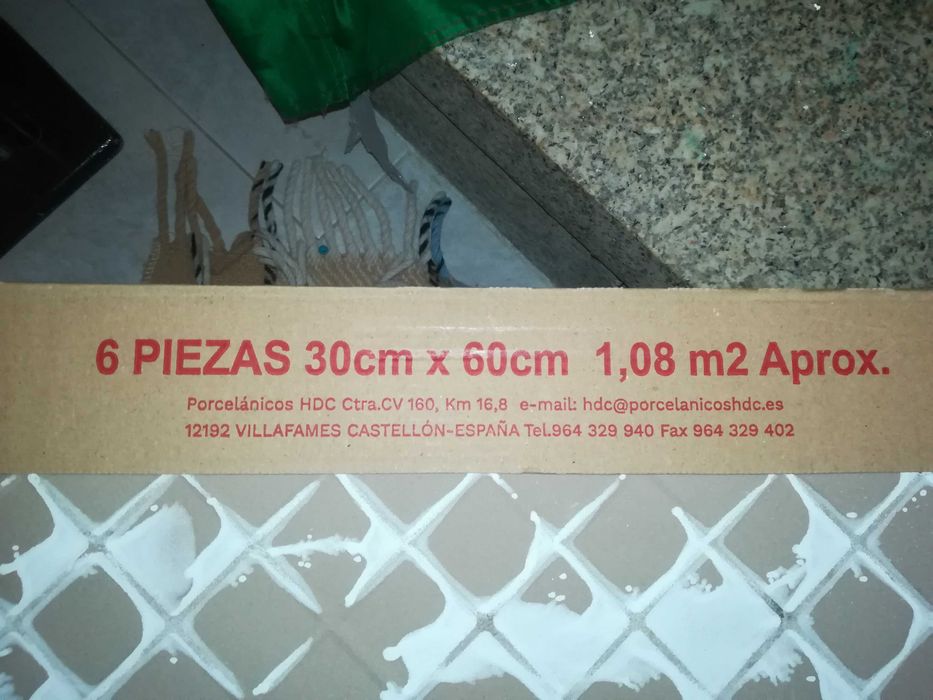 6 PIEZAS 30cm x 60cm 1,08 m2 Aprox.
Porcelánicos HDC Ctra.CV 160, Km 16,8 e-mail: hdc@porcelanicoshdc.es
12192 VILLAFAMES CASTELLÓN-ESPAÑA Tel.964 329 940 Fax 964 329 402